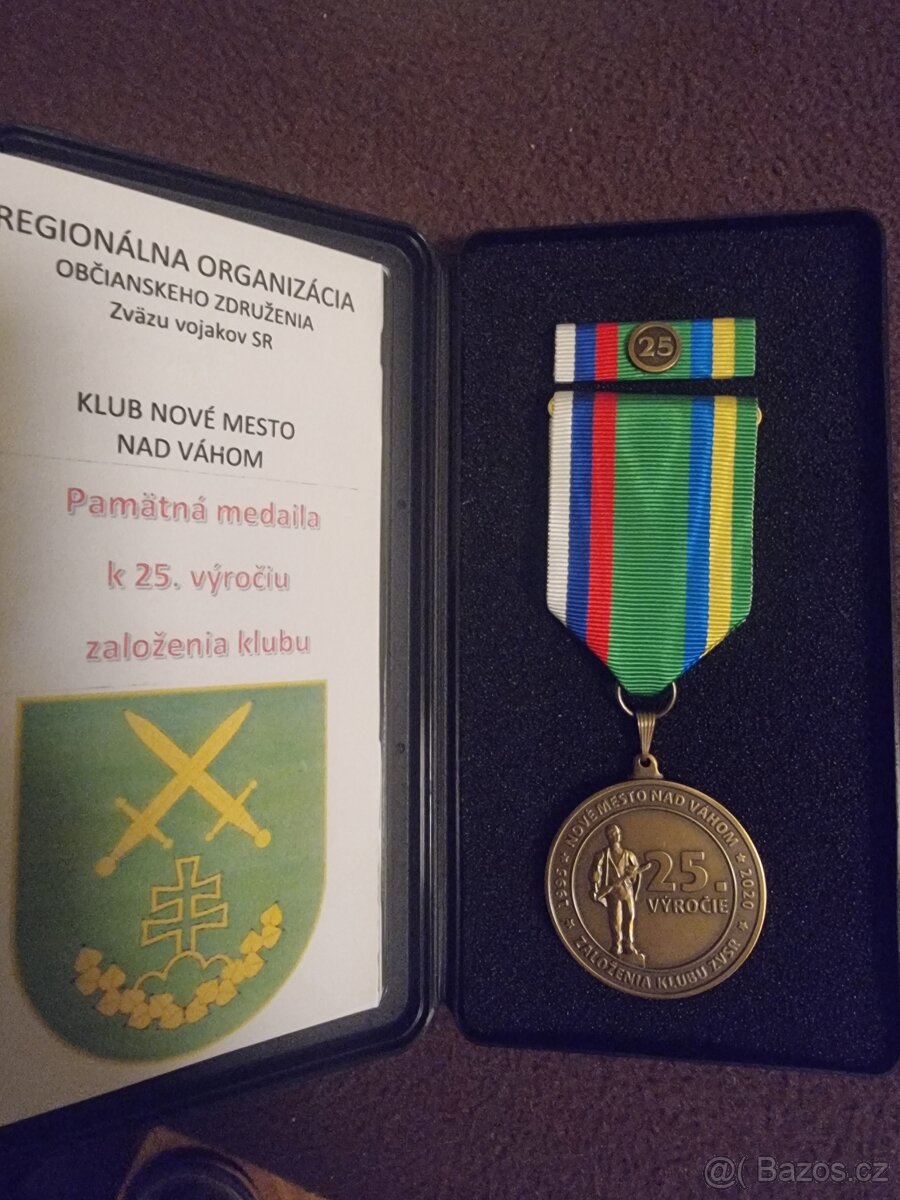 REGIONÁLNA ORGANIZÁCIA
OBČIANSKEHO ZDRUŽENIA
Zväzu vojakov SR
KLUB NOVÉ MESTO
NAD VÁHOM
Pamätná medaila
k 25. výročiu
založenia klubu
25
NOVÉ MESTO NAD VÁHOM
1995
2020
25.
VÝROČIE
ZALOŽENIA KLUBU ZVSR
@( Bazos.cz